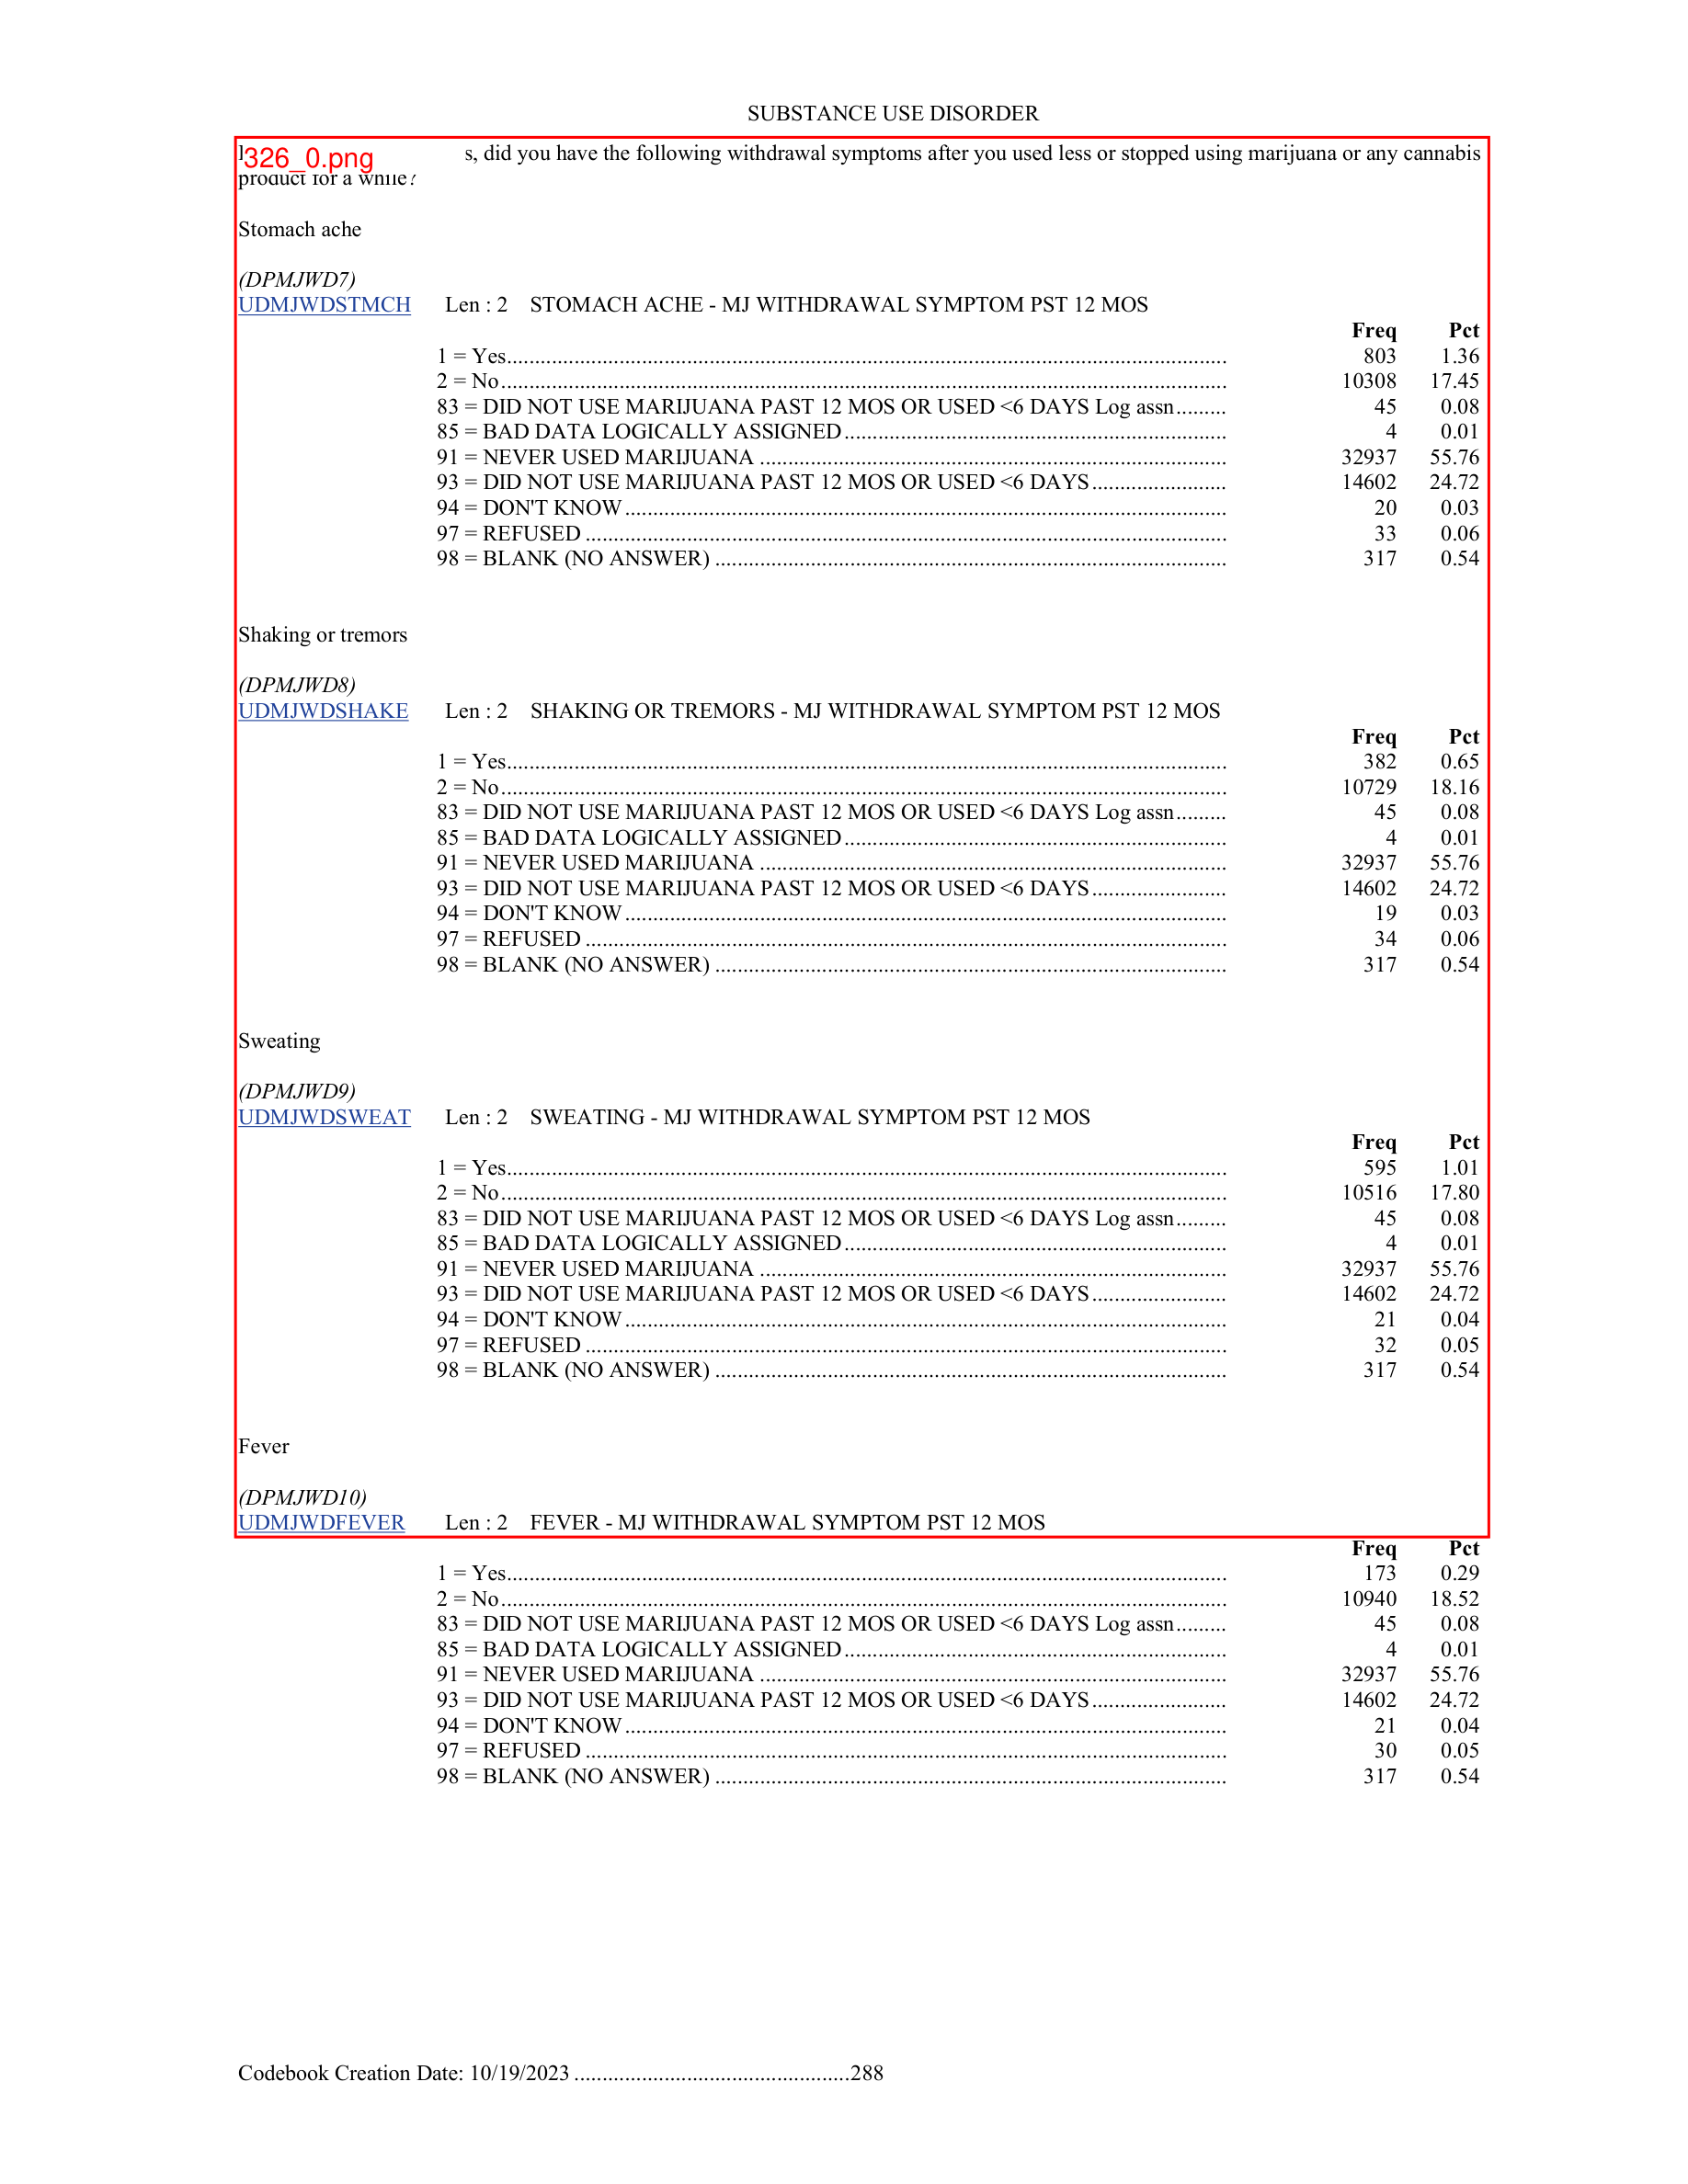 SUBSTANCE USE DISORDER
326_0.png s, did you have the following withdrawal symptoms after you used less or stopped using marijuana or any cannabis
product for a while?
Stomach ache
(DPMJWD7)
UDMJWDSTMCH Len : 2 STOMACH ACHE - MJ WITHDRAWAL SYMPTOM PST 12 MOS
Freq Pct
1 = Yes 803 1.36
2 = No 10308 17.45
83 = DID NOT USE MARIJUANA PAST 12 MOS OR USED <6 DAYS Log assn 45 0.08
85 = BAD DATA LOGICALLY ASSIGNED 4 0.01
91 = NEVER USED MARIJUANA 32937 55.76
93 = DID NOT USE MARIJUANA PAST 12 MOS OR USED <6 DAYS 14602 24.72
94 = DON'T KNOW 20 0.03
97 = REFUSED 33 0.06
98 = BLANK (NO ANSWER) 317 0.54
Shaking or tremors
(DPMJWD8)
UDMJWDSHAKE Len : 2 SHAKING OR TREMORS - MJ WITHDRAWAL SYMPTOM PST 12 MOS
Freq Pct
1 = Yes 382 0.65
2 = No 10729 18.16
83 = DID NOT USE MARIJUANA PAST 12 MOS OR USED <6 DAYS Log assn 45 0.08
85 = BAD DATA LOGICALLY ASSIGNED 4 0.01
91 = NEVER USED MARIJUANA 32937 55.76
93 = DID NOT USE MARIJUANA PAST 12 MOS OR USED <6 DAYS 14602 24.72
94 = DON'T KNOW 19 0.03
97 = REFUSED 34 0.06
98 = BLANK (NO ANSWER) 317 0.54
Sweating
(DPMJWD9)
UDMJWDSWEAT Len : 2 SWEATING - MJ WITHDRAWAL SYMPTOM PST 12 MOS
Freq Pct
1 = Yes 595 1.01
2 = No 10516 17.80
83 = DID NOT USE MARIJUANA PAST 12 MOS OR USED <6 DAYS Log assn 45 0.08
85 = BAD DATA LOGICALLY ASSIGNED 4 0.01
91 = NEVER USED MARIJUANA 32937 55.76
93 = DID NOT USE MARIJUANA PAST 12 MOS OR USED <6 DAYS 14602 24.72
94 = DON'T KNOW 21 0.04
97 = REFUSED 32 0.05
98 = BLANK (NO ANSWER) 317 0.54
Fever
(DPMJWD10)
UDMJWDFEVER Len : 2 FEVER - MJ WITHDRAWAL SYMPTOM PST 12 MOS
Freq Pct
1 = Yes 173 0.29
2 = No 10940 18.52
83 = DID NOT USE MARIJUANA PAST 12 MOS OR USED <6 DAYS Log assn 45 0.08
85 = BAD DATA LOGICALLY ASSIGNED 4 0.01
91 = NEVER USED MARIJUANA 32937 55.76
93 = DID NOT USE MARIJUANA PAST 12 MOS OR USED <6 DAYS 14602 24.72
94 = DON'T KNOW 21 0.04
97 = REFUSED 30 0.05
98 = BLANK (NO ANSWER) 317 0.54
Codebook Creation Date: 10/19/2023 288